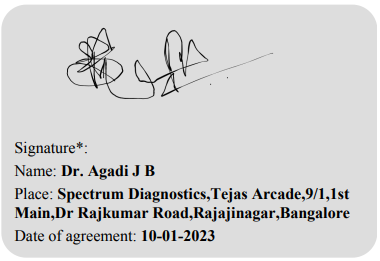 Signature*:
Name: Dr. Agadi J B
Place: Spectrum Diagnostics,Tejas Arcade,9/1,1st
Main,Dr Rajkumar Road,Rajajinagar,Bangalore
Date of agreement: 10-01-2023